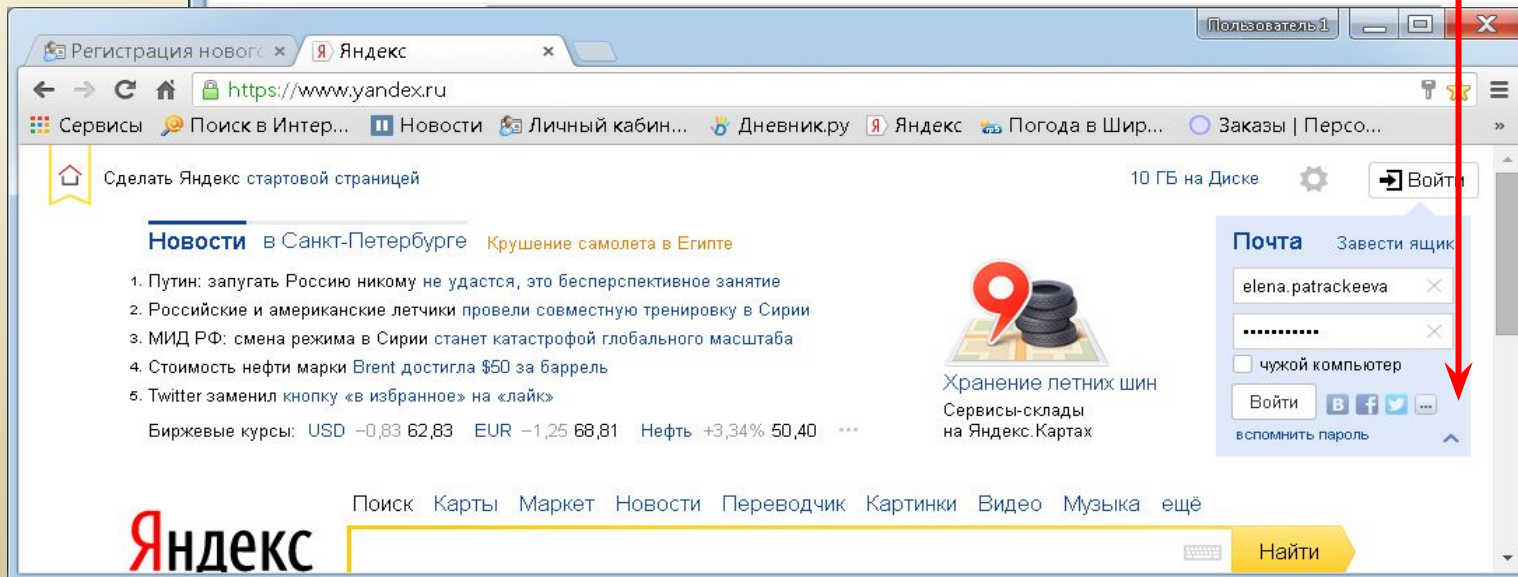 Пользователь1
Регистрация нового
Я Яндекс
https://www.yandex.ru
Сервисы Поиск в Интер... Новости Личный кабин... Дневник.ру Я Яндекс Погода в Шир... Заказы | Персо... »
Сделать Яндекс стартовой страницей
10 ГБ на Диске
Войти
Новости в Санкт-Петербурге Крушение самолета в Египте
1. Путин: запугать Россию никому не удастся, это бесперспективное занятие
2. Российские и американские летчики провели совместную тренировку в Сирии
3. МИД РФ: смена режима в Сирии станет катастрофой глобального масштаба
4. Стоимость нефти марки Brent достигла $50 за баррель
5. Twitter заменил кнопку «в избранное» на «лайк»
Биржевые курсы: USD −0,83 62,83 EUR −1,25 68,81 Нефть +3,34% 50,40 ...
9
Хранение летних шин
Сервисы-склады
на Яндекс.Картах
Почта Завести ящик
elena.patrackeeva
•••••••••••
чужой компьютер
Войти В f ...
вспомнить пароль
Поиск Карты Маркет Новости Переводчик Картинки Видео Музыка ещё
Яндекс
Найти